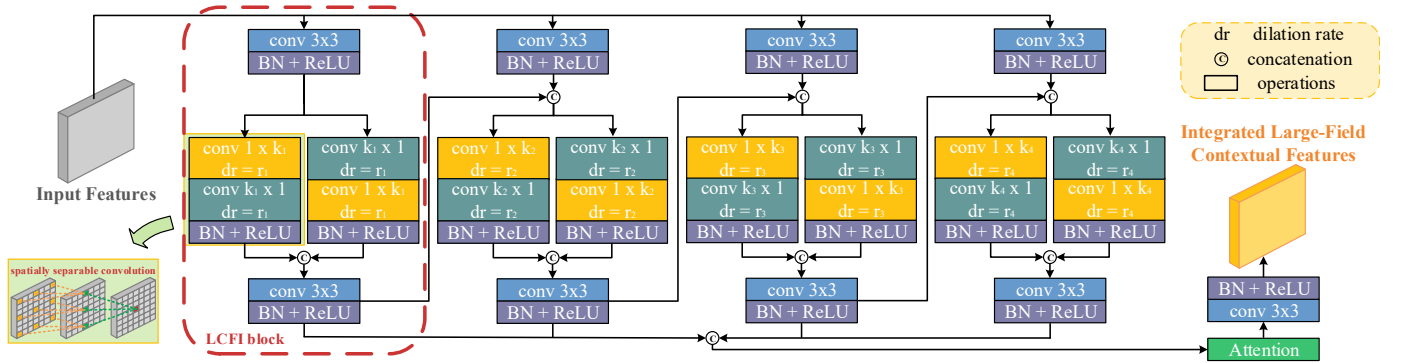 Input Features
conv 3x3
BN + ReLU
conv 1 x k1
dr = r1
conv k1 x 1
dr = r1
BN + ReLU
conv k1 x 1
dr = r1
conv 1 x k1
dr = r1
BN + ReLU
c
conv 3x3
BN + ReLU
LCFI block
spatially separable convolution
conv 3x3
BN + ReLU
c
conv 1 x k2
dr = r2
conv k2 x 1
dr = r2
BN + ReLU
conv k2 x 1
dr = r2
conv 1 x k2
dr = r2
BN + ReLU
c
conv 3x3
BN + ReLU
conv 3x3
BN + ReLU
c
conv 1 x k3
dr = r3
conv k3 x 1
dr = r3
BN + ReLU
conv k3 x 1
dr = r3
conv 1 x k3
dr = r3
BN + ReLU
c
conv 3x3
BN + ReLU
conv 3x3
BN + ReLU
c
conv 1 x k4
dr = r4
conv k4 x 1
dr = r4
BN + ReLU
conv k4 x 1
dr = r4
conv 1 x k4
dr = r4
BN + ReLU
c
conv 3x3
BN + ReLU
c
dr dilation rate
c concatenation
operations
Integrated Large-Field
Contextual Features
BN + ReLU
conv 3x3
Attention